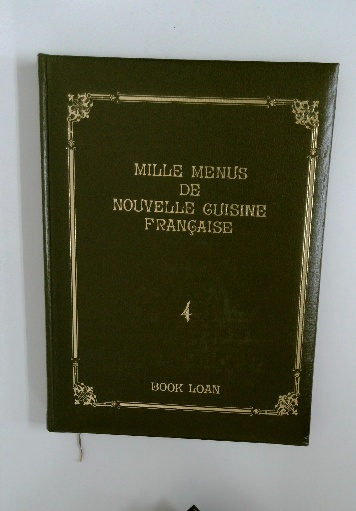 MILLE MENUS
DE
NOUVELLE CUISINE
FRANÇAISE
4
BOOK LOAN